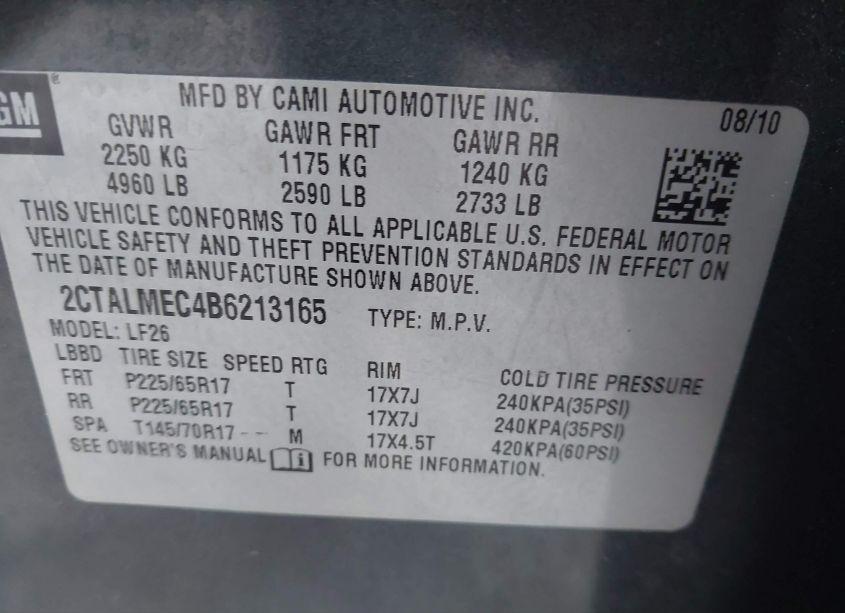 GM
®
MFD BY CAMI AUTOMOTIVE INC. 08/10
GVWR GAWR FRT GAWR RR
2250 KG 1175 KG 1240 KG
4960 LB 2590 LB 2733 LB
THIS VEHICLE CONFORMS TO ALL APPLICABLE U.S. FEDERAL MOTOR
VEHICLE SAFETY AND THEFT PREVENTION STANDARDS IN EFFECT ON
THE DATE OF MANUFACTURE SHOWN ABOVE.
2CTALMEC4B6213165 TYPE: M.P.V.
MODEL: LF26
LBBD TIRE SIZE SPEED RTG RIM COLD TIRE PRESSURE
FRT P225/65R17 T 17X7J 240KPA(35PSI)
RR P225/65R17 T 17X7J 240KPA(35PSI)
SPA T145/70R17 -- M 17X4.5T 420KPA(60PSI)
SEE OWNER'S MANUAL i FOR MORE INFORMATION.